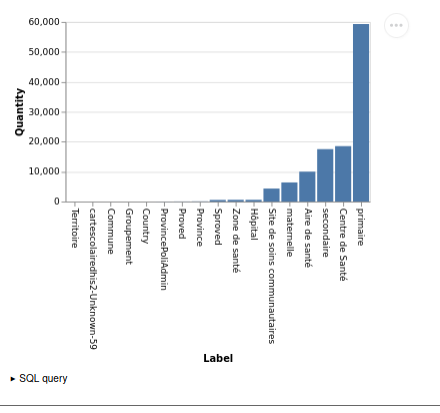 60,000
50,000
40,000
30,000
20,000
10,000
0
Quantity
Territoire
cartescolairedhis2-Unknown-59
Commune
Groupement
Country
ProvincePoliAdmin
Proved
Province
Sproved
Zone de santé
Hôpital
Site de soins communautaires
maternelle
Aire de santé
secondaire
Centre de Santé
primaire
Label
SQL query